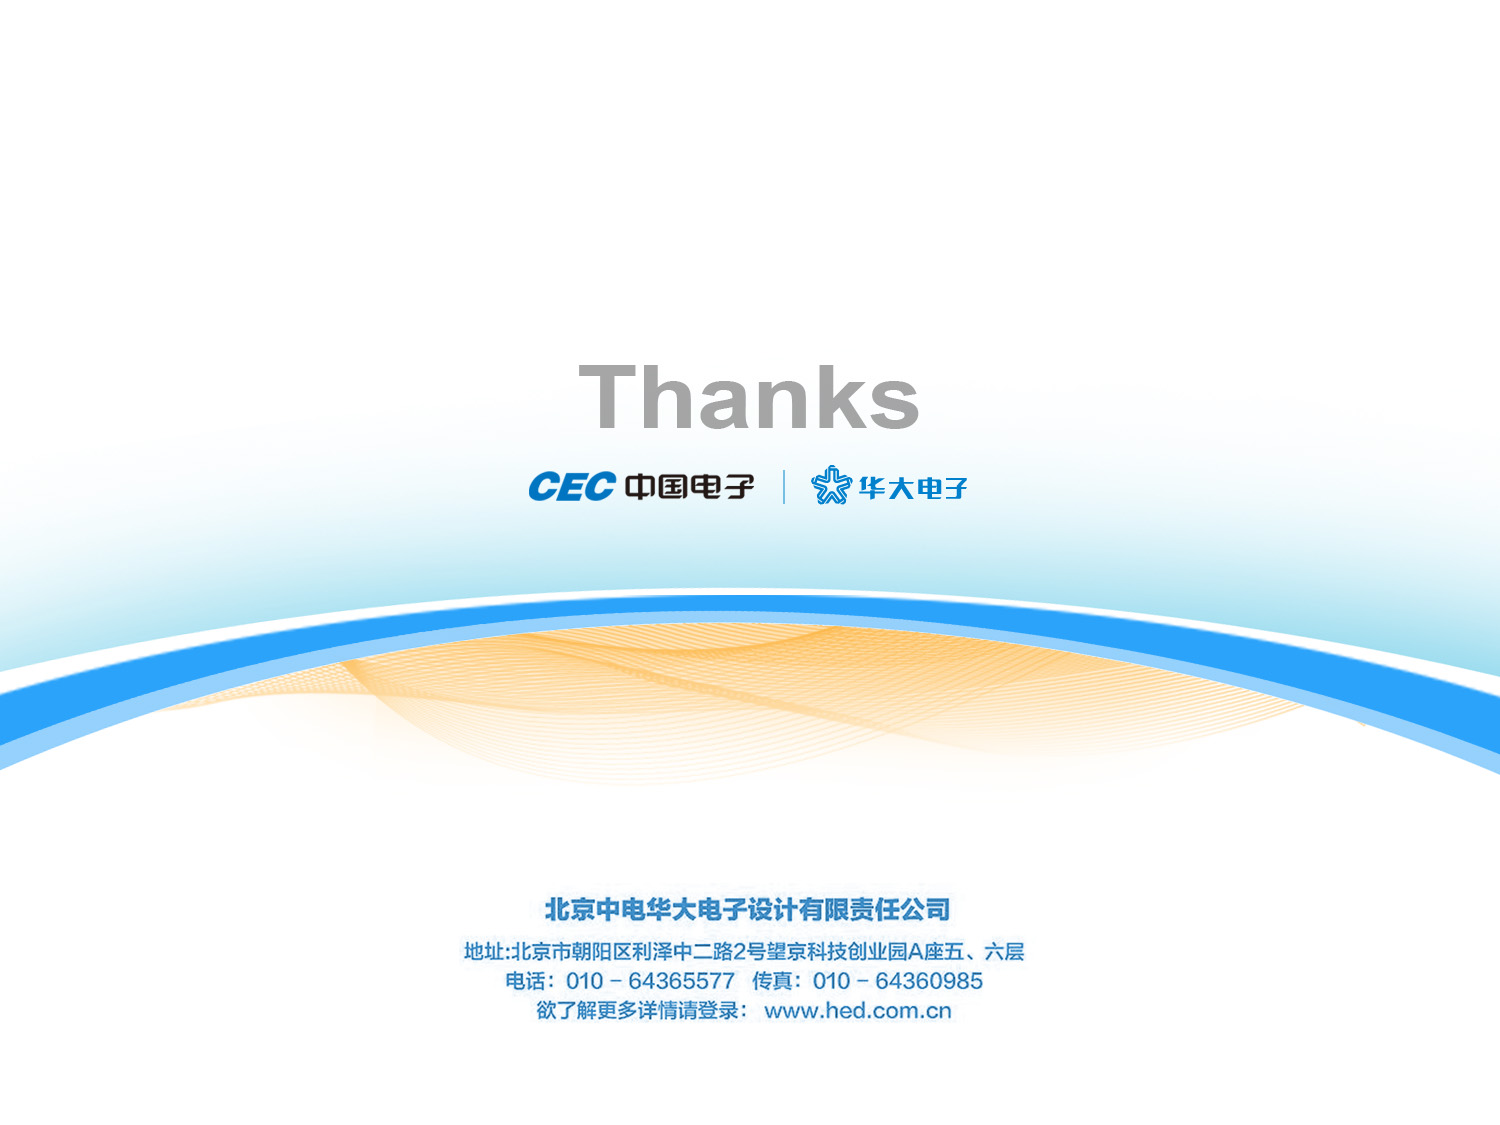 Thanks
CEC 中国电子 华大电子
北京中电华大电子设计有限责任公司
地址:北京市朝阳区利泽中二路2号望京科技创业园A座五、六层
电话：010 – 64365577 传真：010 – 64360985
欲了解更多详情请登录： www.hed.com.cn